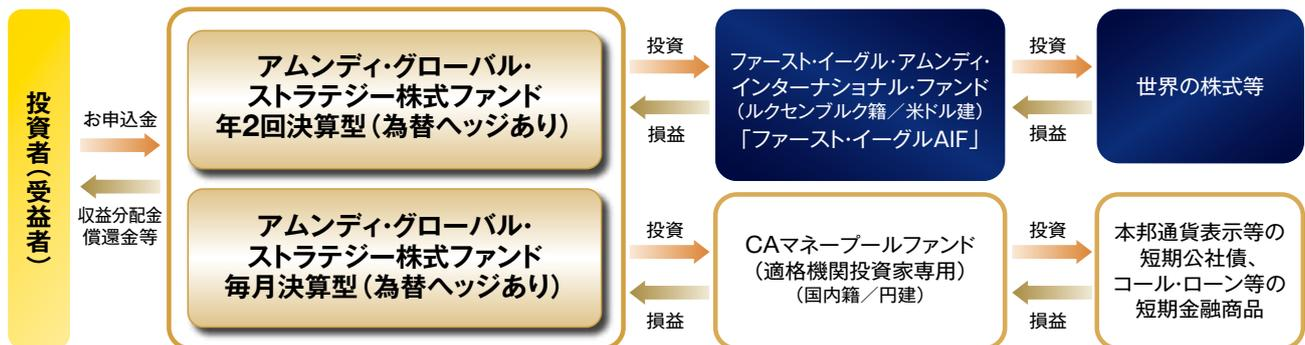 投資者（受益者）
お申込金
収益分配金
償還金等
アムンディ・グローバル・
ストラテジー株式ファンド
年2回決算型（為替ヘッジあり）
アムンディ・グローバル・
ストラテジー株式ファンド
毎月決算型（為替ヘッジあり）
投資
損益
ファースト・イーグル・アムンディ・
インターナショナル・ファンド
（ルクセンブルク籍／米ドル建）
「ファースト・イーグルAIF」
投資
損益
世界の株式等
投資
損益
CAマネープールファンド
（適格機関投資家専用）
（国内籍／円建）
投資
損益
本邦通貨表示等の
短期公社債、
コール・ローン等の
短期金融商品